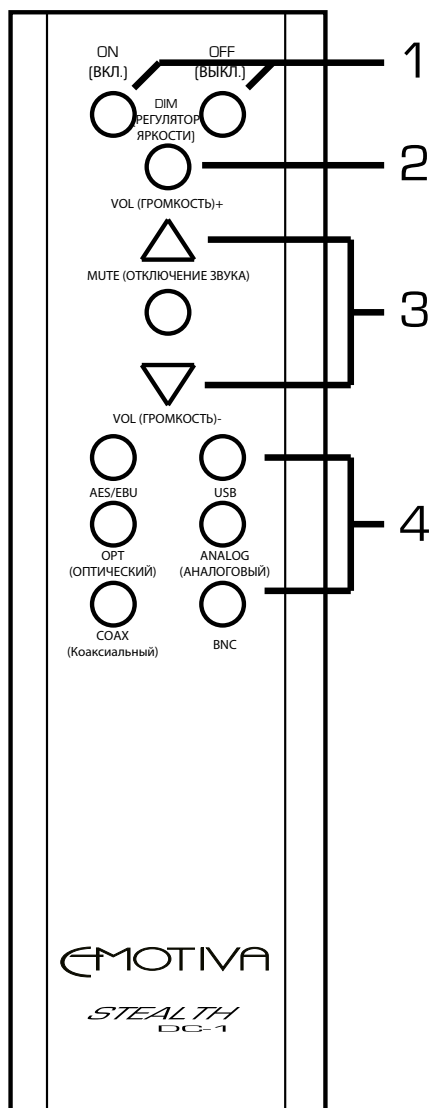 ON OFF
(ВКЛ.) (ВЫКЛ.)
1
DIM
(РЕГУЛЯТОР
ЯРКОСТИ)
2
VOL (ГРОМКОСТЬ)+
MUTE (ОТКЛЮЧЕНИЕ ЗВУКА)
3
VOL (ГРОМКОСТЬ)-
AES/EBU USB
4
OPT ANALOG
(ОПТИЧЕСКИЙ) (АНАЛОГОВЫЙ)
COAX BNC
(Коаксиальный)
EMOTIVA
STEALTH
DC-1